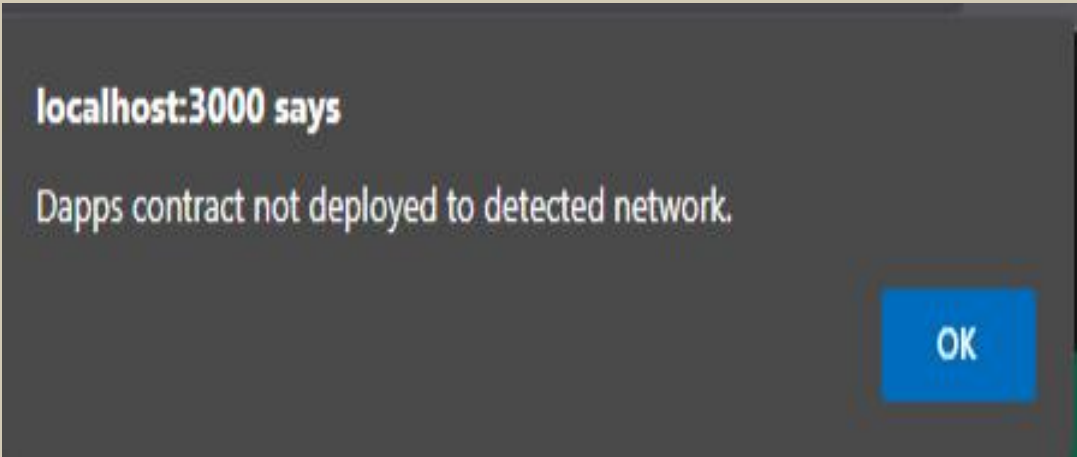 localhost:3000 says
Dapps contract not deployed to detected network.
OK